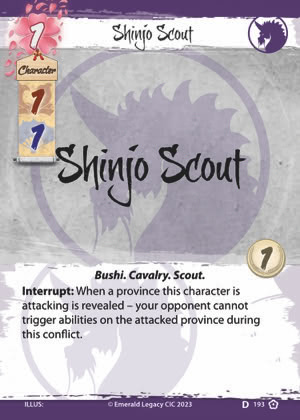 1 Shinjo Scout
Character
1
1
Shinjo Scout
1
Bushi. Cavalry. Scout.
Interrupt: When a province this character is
attacking is revealed – your opponent cannot
trigger abilities on the attacked province during
this conflict.
ILLUS: © Emerald Legacy CIC 2023 D 193